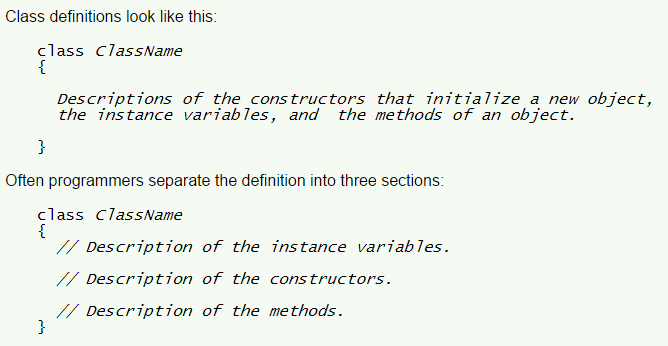 Class definitions look like this:
class ClassName
{
Descriptions of the constructors that initialize a new object,
the instance variables, and  the methods of an object.
}
Often programmers separate the definition into three sections:
class ClassName
{
// Description of the instance variables.
// Description of the constructors.
// Description of the methods.
}